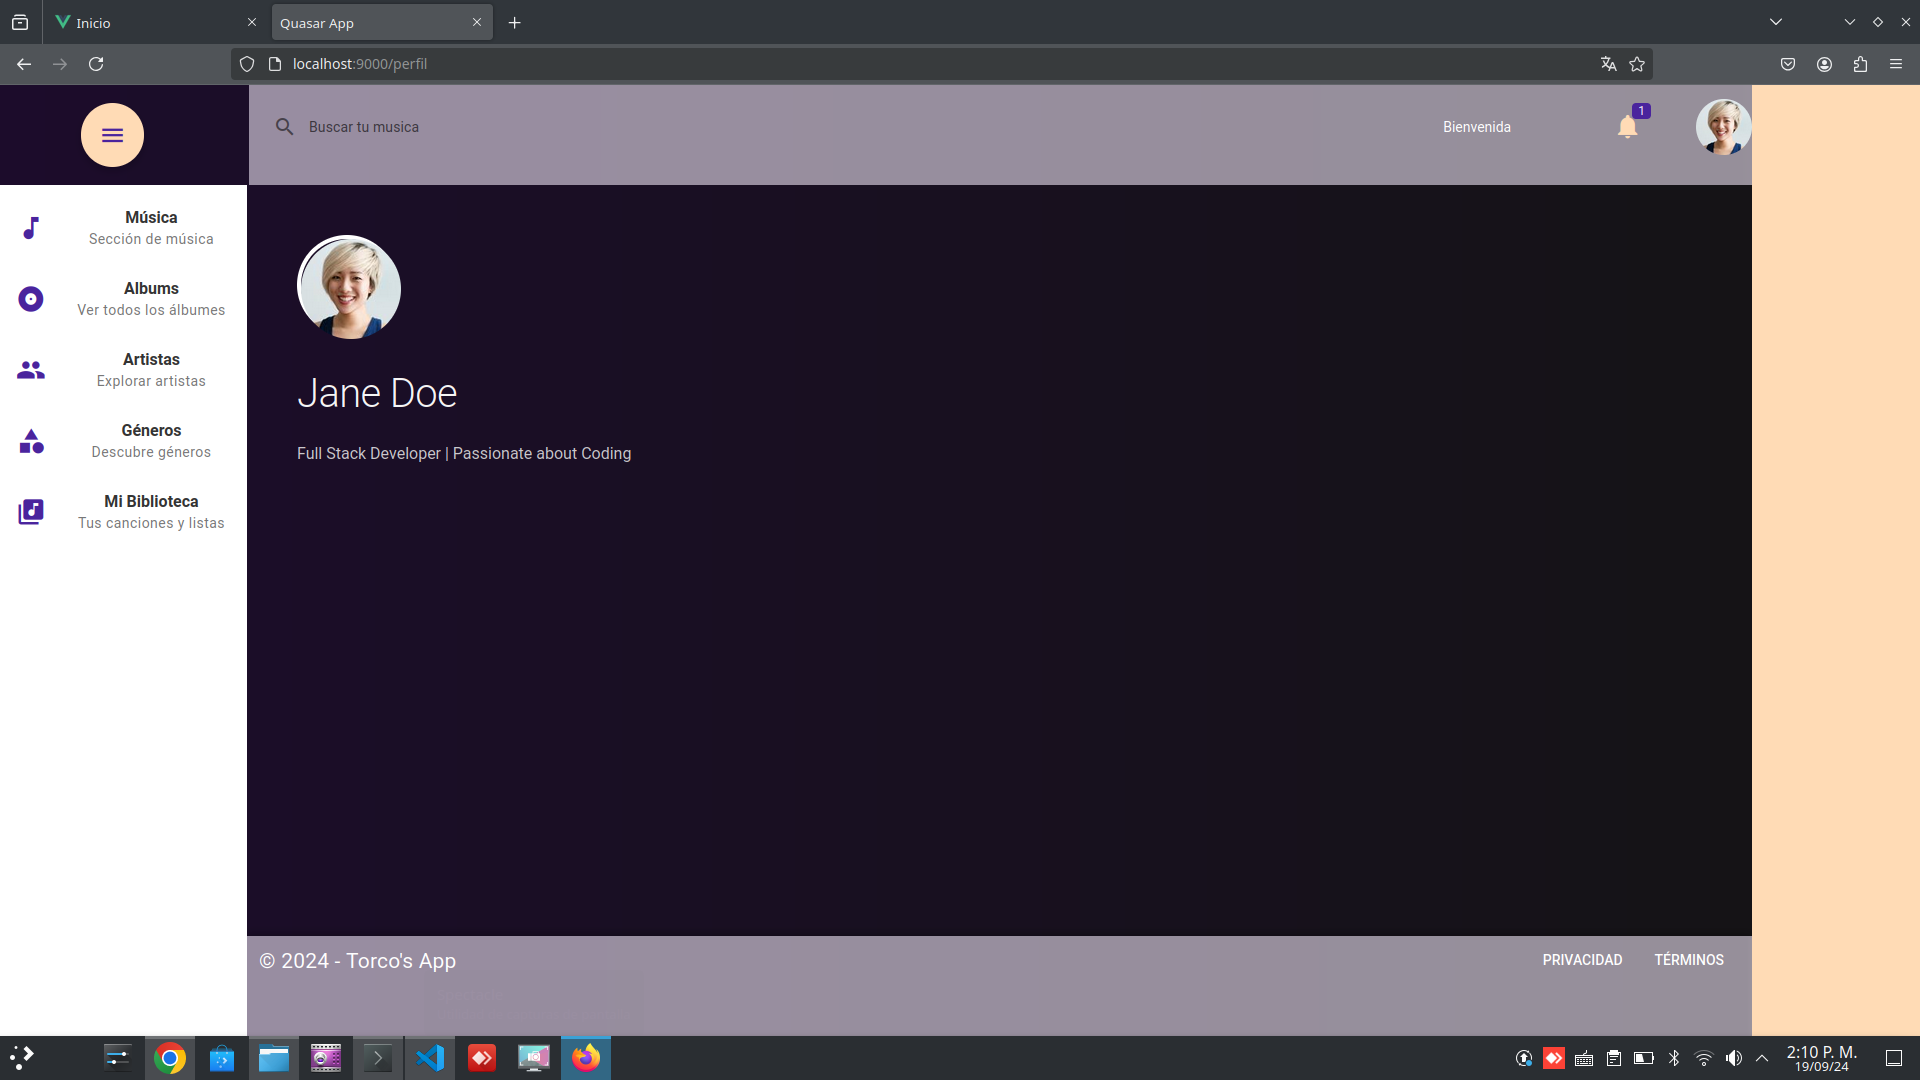 Inicio
Quasar App
localhost:9000/perfil
Buscar tu musica
Bienvenida
1
Música
Sección de música
Albums
Ver todos los álbumes
Artistas
Explorar artistas
Géneros
Descubre géneros
Mi Biblioteca
Tus canciones y listas
Jane Doe
Full Stack Developer | Passionate about Coding
© 2024 - Torco's App
PRIVACIDAD
TÉRMINOS
2:10 P. M.
19/09/24